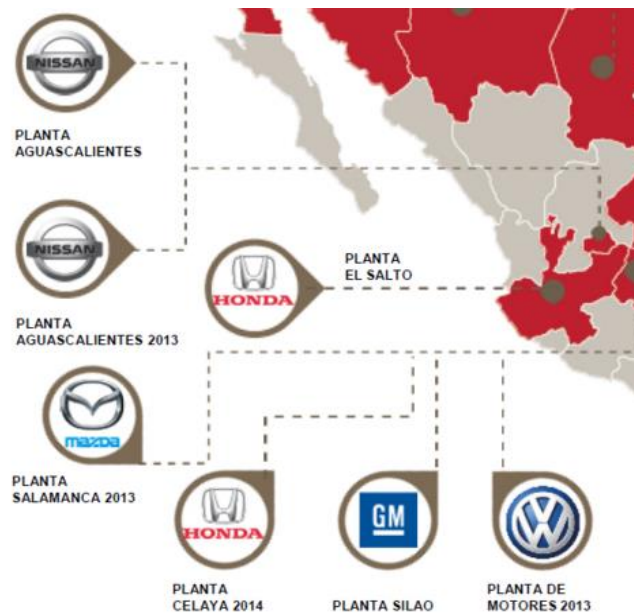 NISSAN
PLANTA
AGUASCALIENTES
NISSAN
PLANTA
AGUASCALIENTES 2013
HONDA
PLANTA
EL SALTO
mazda
PLANTA
SALAMANCA 2013
HONDA
PLANTA
CELAYA 2014
GM
PLANTA SILAO
VW
PLANTA DE
MOTORES 2013